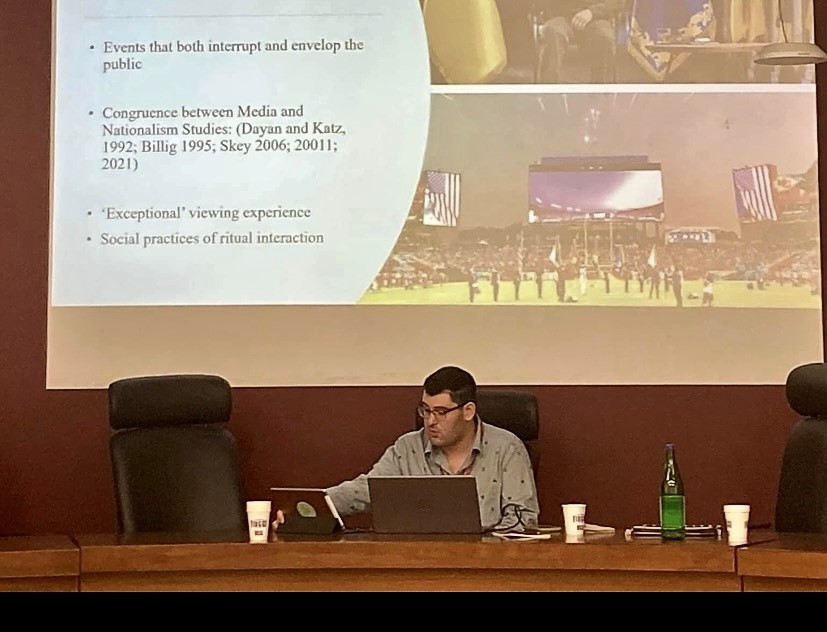 • Events that both interrupt and envelop the
public
• Congruence between Media and
Nationalism Studies: (Dayan and Katz,
1992; Billig 1995; Skey 2006; 20011;
2021)
• ‘Exceptional’ viewing experience
• Social practices of ritual interaction